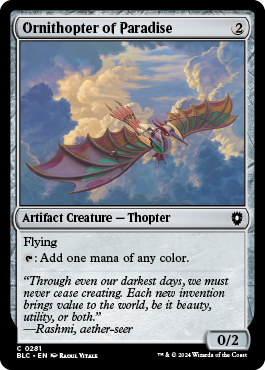 Ornithopter of Paradise 2
Artifact Creature — Thopter
Flying
: Add one mana of any color.
"Through even our darkest days, we must
never cease creating. Each new invention
brings value to the world, be it beauty,
utility, or both."
—Rashmi, aether-seer
0/2
C 0281
BLC • EN Raoul Vitale
™ & © 2024 Wizards of the Coast